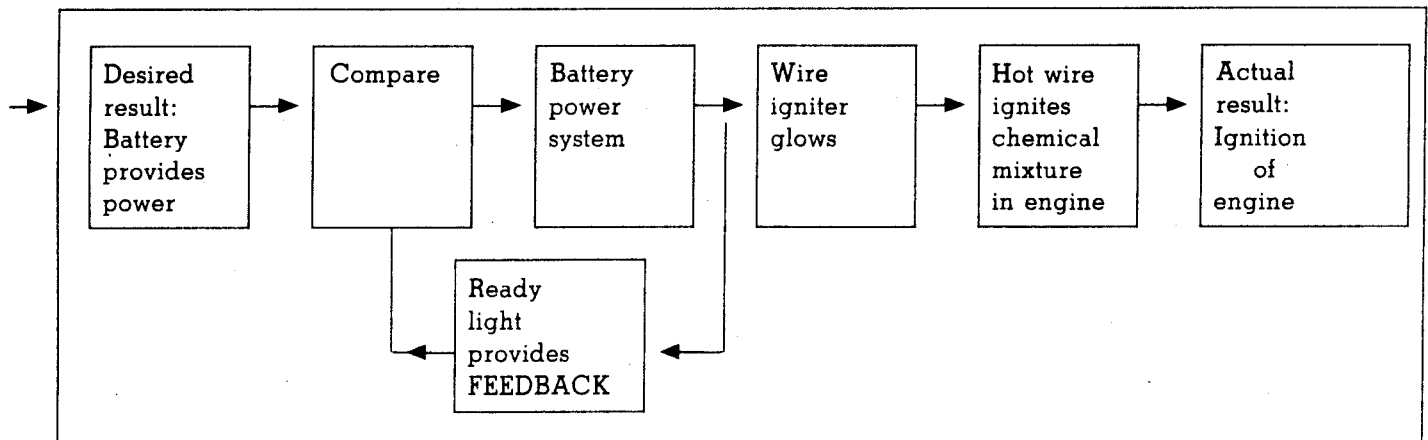 Desired
result:
Battery
provides
power
Compare
Battery
power
system
Wire
igniter
glows
Hot wire
ignites
chemical
mixture
in engine
Actual
result:
Ignition
of
engine
Ready
light
provides
FEEDBACK